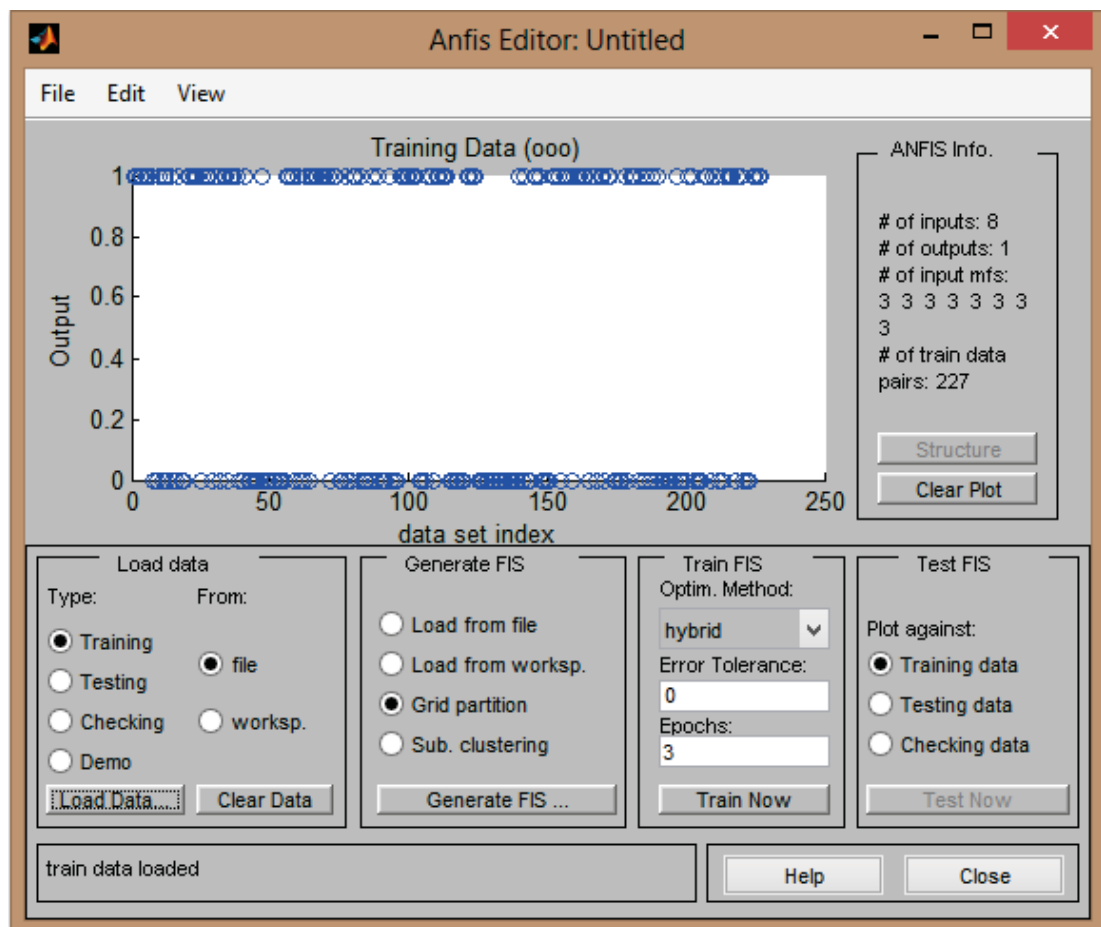 Anfis Editor: Untitled
File Edit View
Training Data (ooo)
1
0.8
0.6
0.4
0.2
0
Output
0 50 100 150 200 250
data set index
ANFIS Info.
# of inputs: 8
# of outputs: 1
# of input mfs:
3 3 3 3 3 3 3
3
# of train data
pairs: 227
Structure
Clear Plot
Load data
Type: From:
Training
Testing
Checking
Demo
file
worksp.
Load Data... Clear Data
Generate FIS
Load from file
Load from worksp.
Grid partition
Sub. clustering
Generate FIS ...
Train FIS
Optim. Method:
hybrid
Error Tolerance:
0
Epochs:
3
Train Now
Test FIS
Plot against:
Training data
Testing data
Checking data
Test Now
train data loaded
Help Close